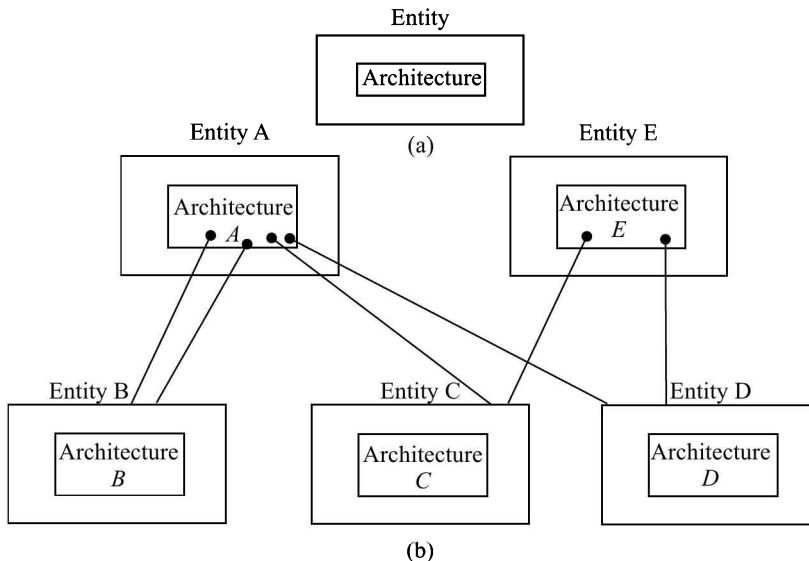 Entity
Architecture
(a)
Entity A
Entity E
Architecture
A
Architecture
E
Entity B
Entity C
Entity D
Architecture
B
Architecture
C
Architecture
D
(b)